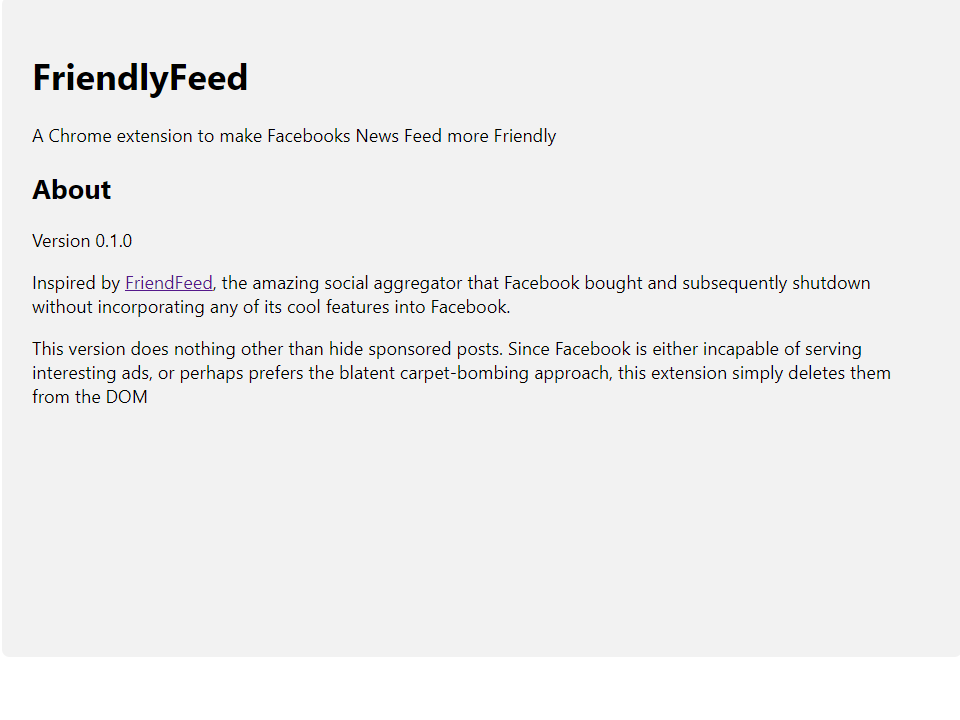 FriendlyFeed
A Chrome extension to make Facebooks News Feed more Friendly
About
Version 0.1.0
Inspired by FriendFeed, the amazing social aggregator that Facebook bought and subsequently shutdown
without incorporating any of its cool features into Facebook.
This version does nothing other than hide sponsored posts. Since Facebook is either incapable of serving
interesting ads, or perhaps prefers the blatent carpet-bombing approach, this extension simply deletes them
from the DOM